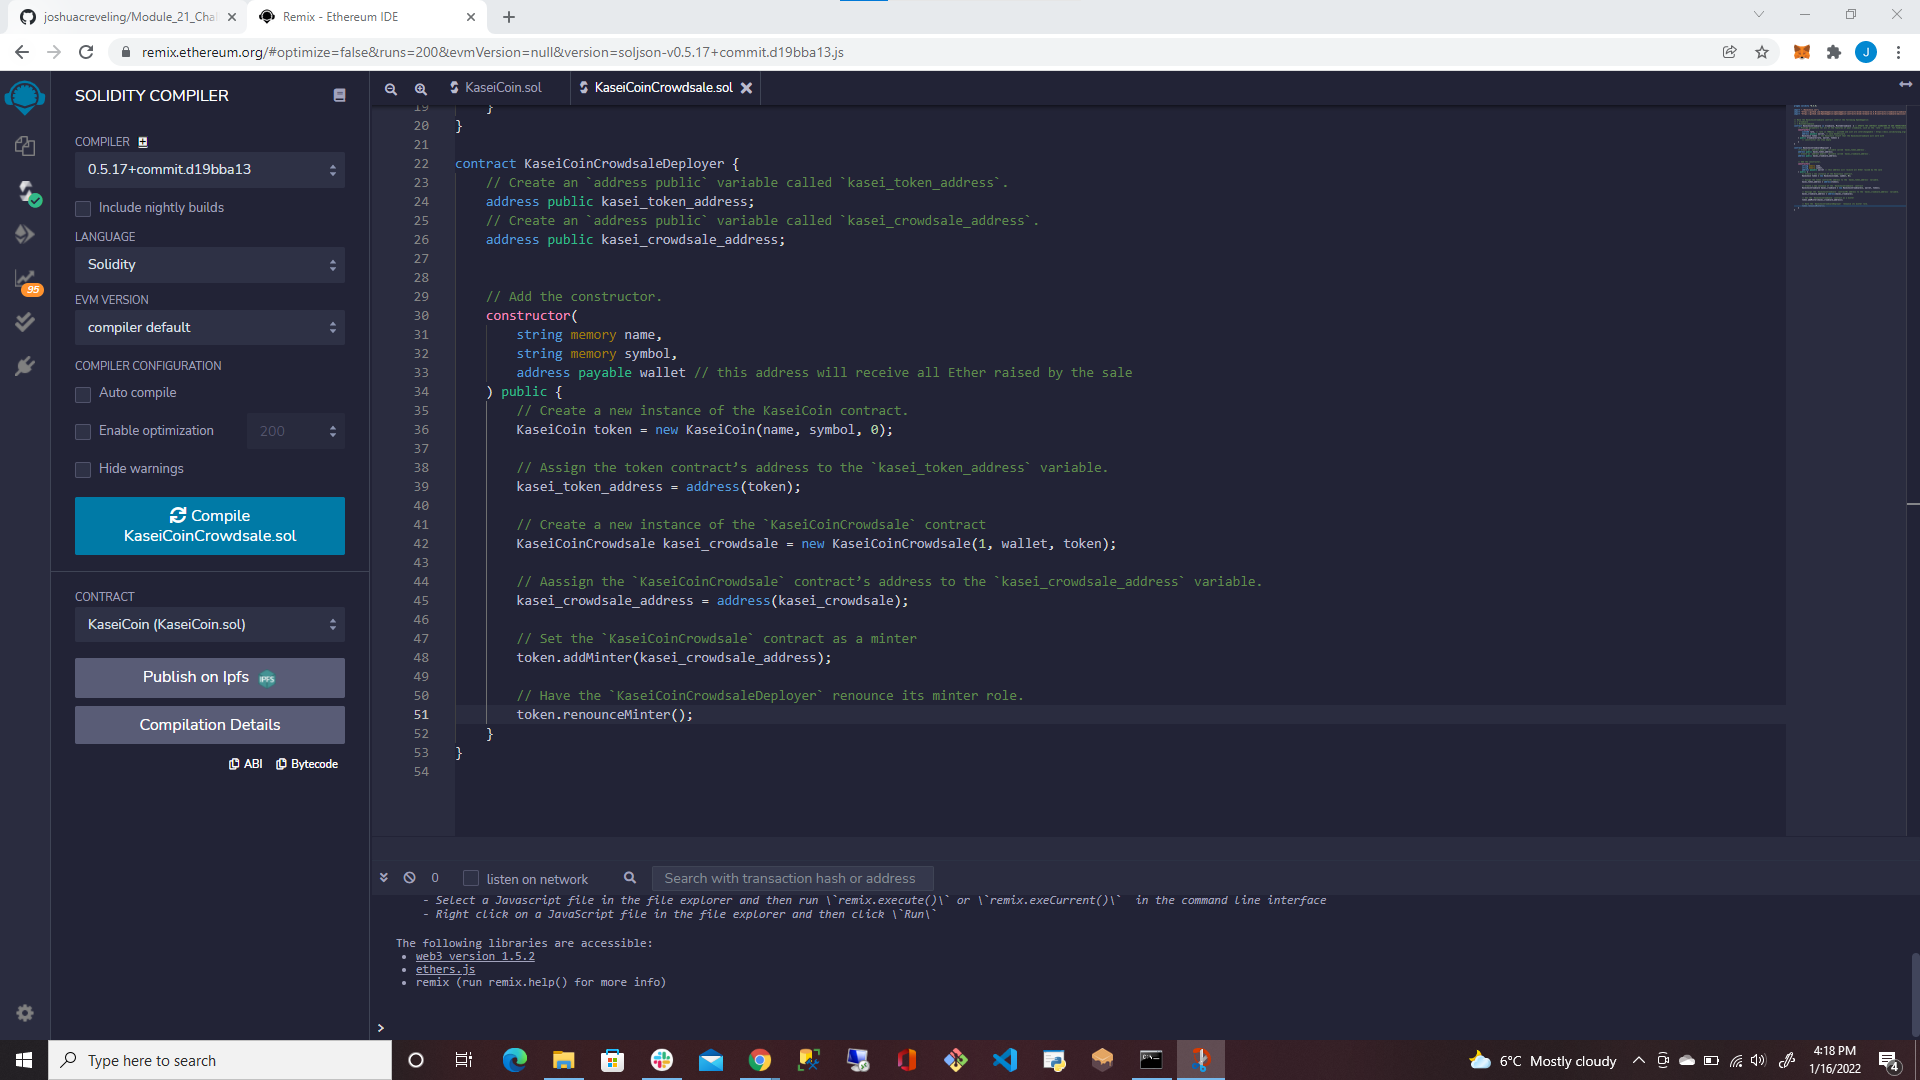 joshuacreveling/Module_21_Chal
Remix - Ethereum IDE
remix.ethereum.org/#optimize=false&runs=200&evmVersion=null&version=soljson-v0.5.17+commit.d19bba13.js
J
SOLIDITY COMPILER
COMPILER
0.5.17+commit.d19bba13
Include nightly builds
LANGUAGE
Solidity
EVM VERSION
compiler default
COMPILER CONFIGURATION
Auto compile
Enable optimization
200
Hide warnings
Compile
KaseiCoinCrowdsale.sol
CONTRACT
KaseiCoin (KaseiCoin.sol)
Publish on Ipfs IPFS
Compilation Details
ABI
Bytecode
95
KaseiCoin.sol
KaseiCoinCrowdsale.sol
19 }
20 }
21
22 contract KaseiCoinCrowdsaleDeployer {
23 // Create an `address public` variable called `kasei_token_address`.
24 address public kasei_token_address;
25 // Create an `address public` variable called `kasei_crowdsale_address`.
26 address public kasei_crowdsale_address;
27
28
29 // Add the constructor.
30 constructor(
31 string memory name,
32 string memory symbol,
33 address payable wallet // this address will receive all Ether raised by the sale
34 ) public {
35 // Create a new instance of the KaseiCoin contract.
36 KaseiCoin token = new KaseiCoin(name, symbol, 0);
37
38 // Assign the token contract’s address to the `kasei_token_address` variable.
39 kasei_token_address = address(token);
40
41 // Create a new instance of the `KaseiCoinCrowdsale` contract
42 KaseiCoinCrowdsale kasei_crowdsale = new KaseiCoinCrowdsale(1, wallet, token);
43
44 // Aassign the `KaseiCoinCrowdsale` contract’s address to the `kasei_crowdsale_address` variable.
45 kasei_crowdsale_address = address(kasei_crowdsale);
46
47 // Set the `KaseiCoinCrowdsale` contract as a minter
48 token.addMinter(kasei_crowdsale_address);
49
50 // Have the `KaseiCoinCrowdsaleDeployer` renounce its minter role.
51 token.renounceMinter();
52 }
53 }
54
0
listen on network
Search with transaction hash or address
- Select a Javascript file in the file explorer and then run \`remix.execute()\` or \`remix.exeCurrent()\` in the command line interface
- Right click on a JavaScript file in the file explorer and then click \`Run\`
The following libraries are accessible:
• web3 version 1.5.2
• ethers.js
• remix (run remix.help() for more info)
>
Type here to search
6°C Mostly cloudy
4:18 PM
1/16/2022
4